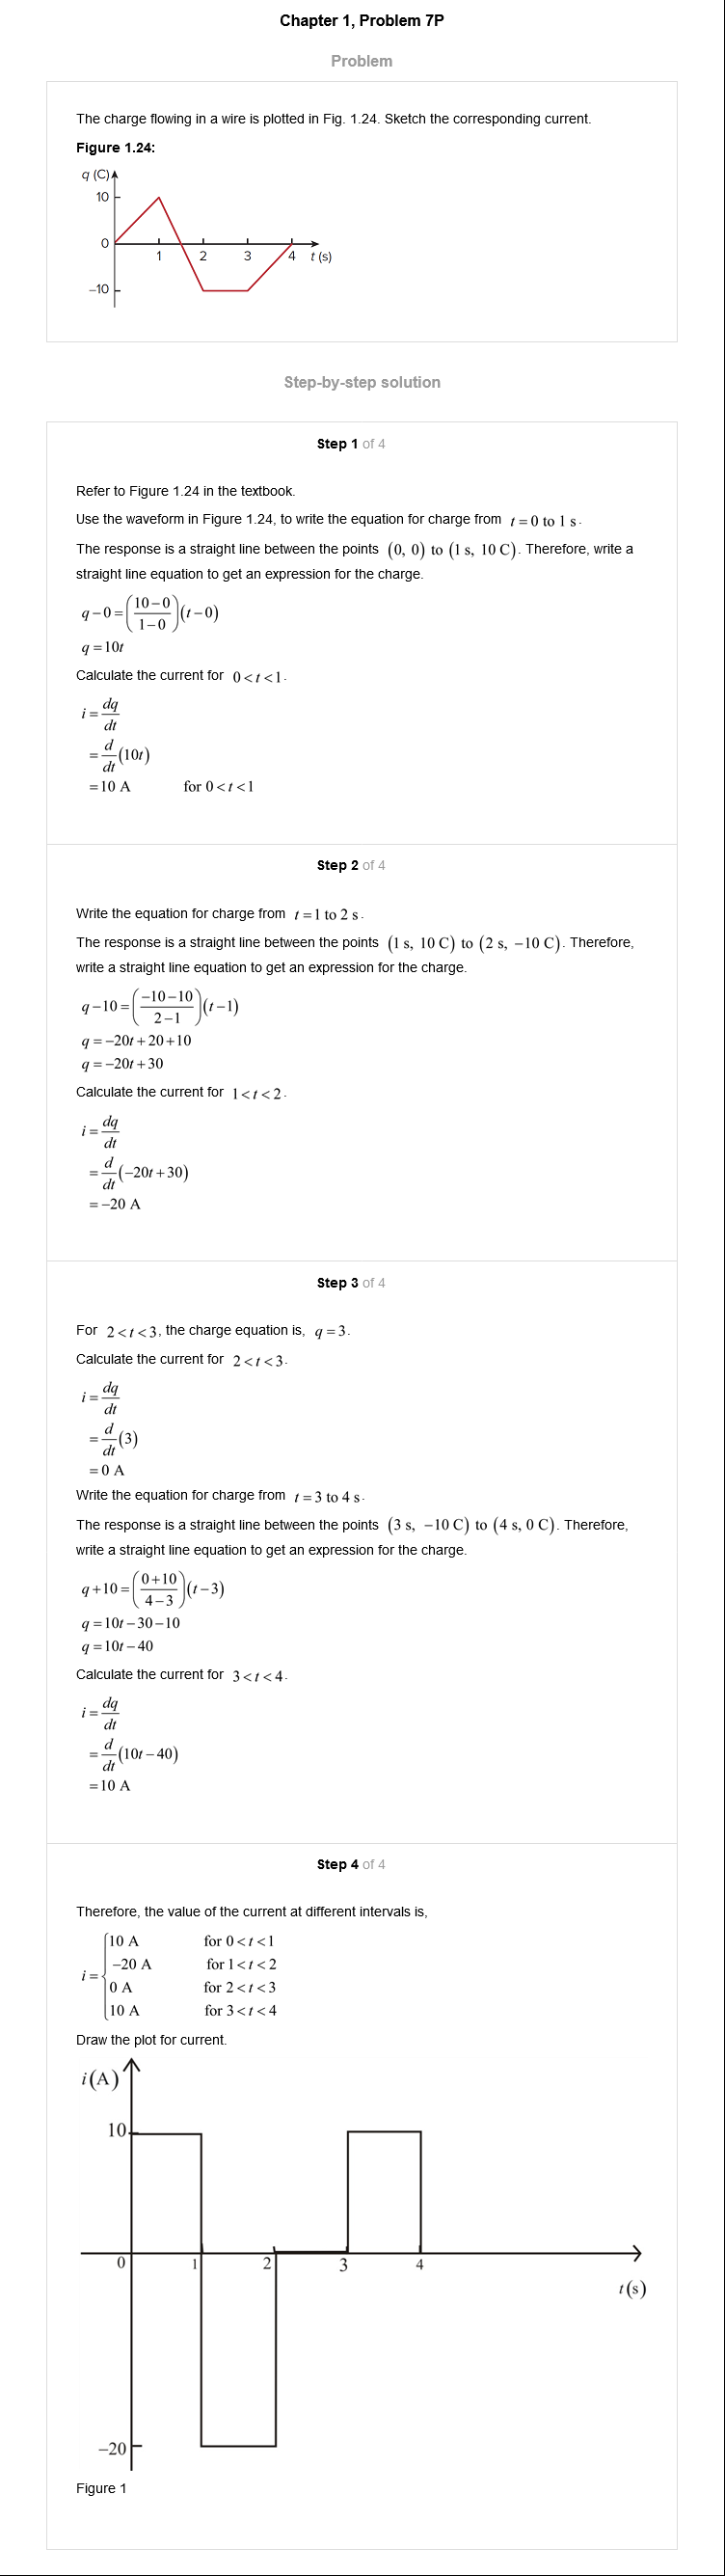 Chapter 1, Problem 7P
Problem
The charge flowing in a wire is plotted in Fig. 1.24. Sketch the corresponding current.
Figure 1.24:
q (C)
10
0
1 2 3 4 t (s)
−10
Step-by-step solution
Step 1 of 4
Refer to Figure 1.24 in the textbook.
Use the waveform in Figure 1.24, to write the equation for charge from t = 0 to 1 s.
The response is a straight line between the points (0, 0) to (1 s, 10 C). Therefore, write a
straight line equation to get an expression for the charge.
q−0=((10−0)/(1−0))(t−0)
q=10t
Calculate the current for 0<t<1.
i=dq/dt
=d/dt(10t)
=10 A for 0<t<1
Step 2 of 4
Write the equation for charge from t=1 to 2 s.
The response is a straight line between the points (1 s, 10 C) to (2 s, −10 C). Therefore,
write a straight line equation to get an expression for the charge.
q−10=((−10−10)/(2−1))(t−1)
q=−20t+20+10
q=−20t+30
Calculate the current for 1<t<2.
i=dq/dt
=d/dt(−20t+30)
=−20 A
Step 3 of 4
For 2<t<3, the charge equation is, q=3.
Calculate the current for 2<t<3.
i=dq/dt
=d/dt(3)
=0 A
Write the equation for charge from t=3 to 4 s.
The response is a straight line between the points (3 s, −10 C) to (4 s, 0 C). Therefore,
write a straight line equation to get an expression for the charge.
q+10=((0+10)/(4−3))(t−3)
q=10t−30−10
q=10t−40
Calculate the current for 3<t<4.
i=dq/dt
=d/dt(10t−40)
=10 A
Step 4 of 4
Therefore, the value of the current at different intervals is,
10 A for 0<t<1
−20 A for 1<t<2
i=
0 A for 2<t<3
10 A for 3<t<4
Draw the plot for current.
i(A)
10
0 1 2 3 4
t(s)
−20
Figure 1